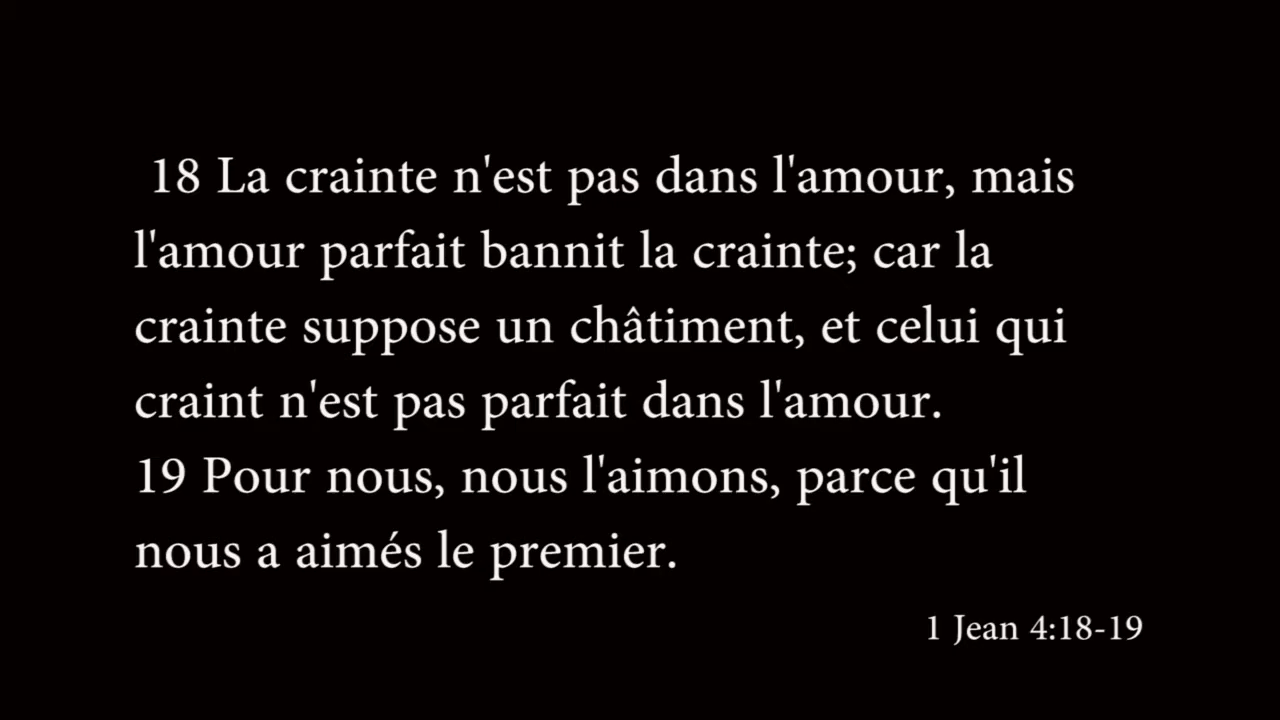 18 La crainte n'est pas dans l'amour, mais
l'amour parfait bannit la crainte; car la
crainte suppose un châtiment, et celui qui
craint n'est pas parfait dans l'amour.
19 Pour nous, nous l'aimons, parce qu'il
nous a aimés le premier.
1 Jean 4:18-19